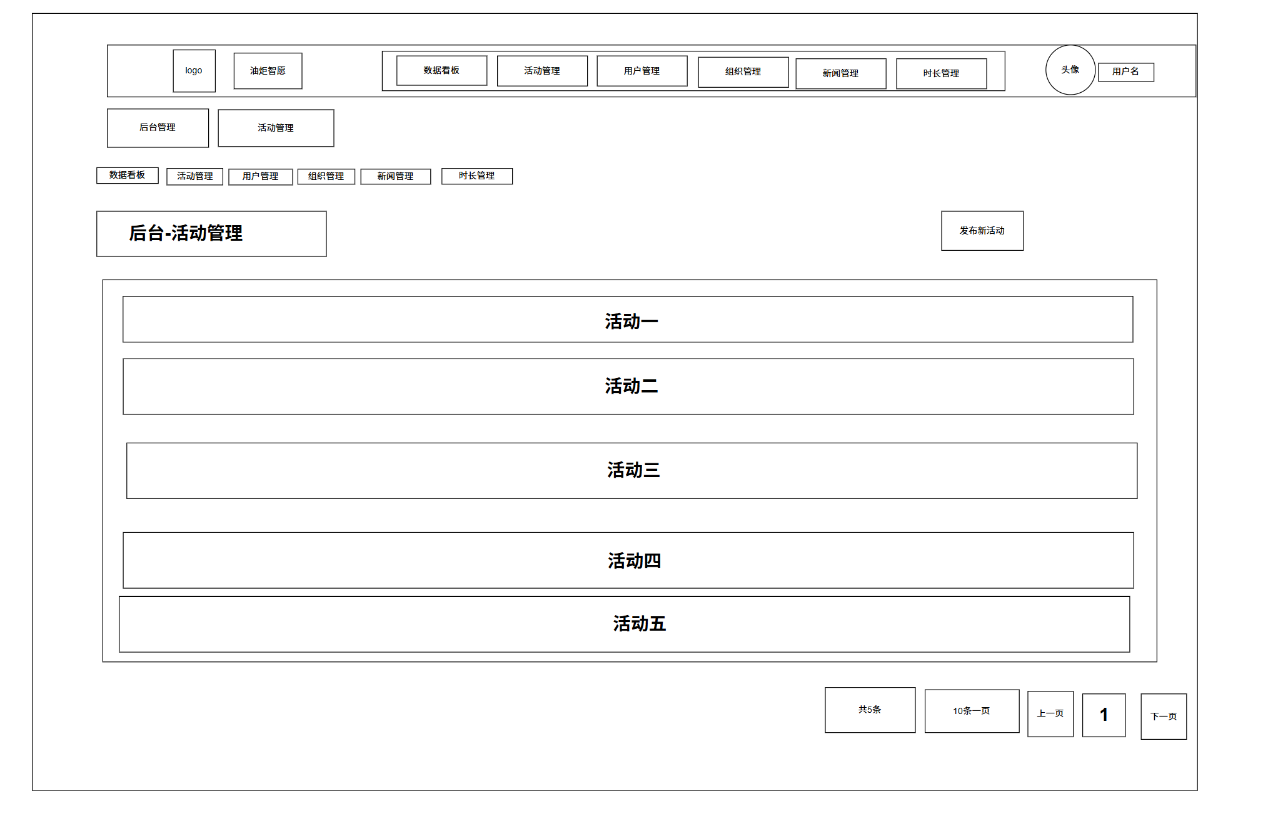 logo
油炬智愿
数据看板
活动管理
用户管理
组织管理
新闻管理
时长管理
头像
用户名
后台管理
活动管理
数据看板
活动管理
用户管理
组织管理
新闻管理
时长管理
后台-活动管理
发布新活动
活动一
活动二
活动三
活动四
活动五
共5条
10条一页
上一页
1
下一页